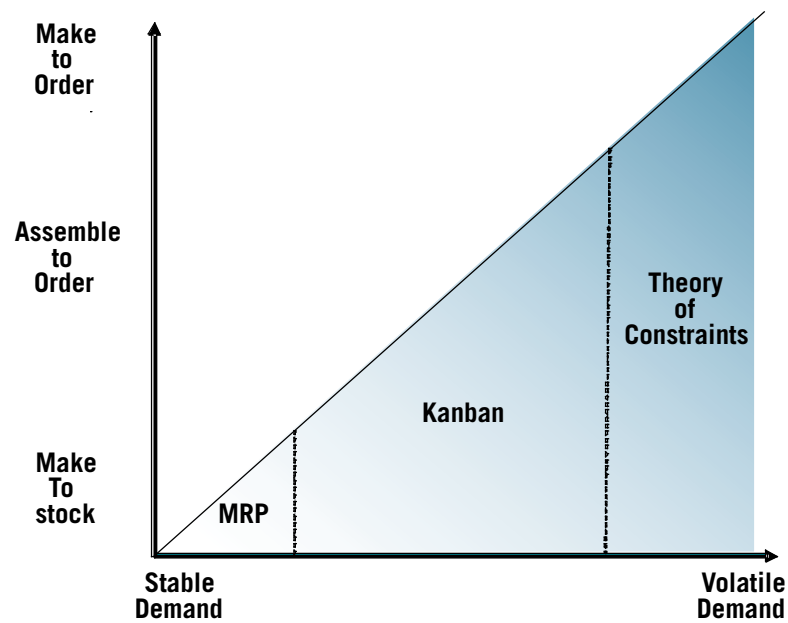 Make
to
Order
Assemble
to
Order
Theory
of
Constraints
Kanban
Make
To
stock
MRP
Stable
Demand
Volatile
Demand